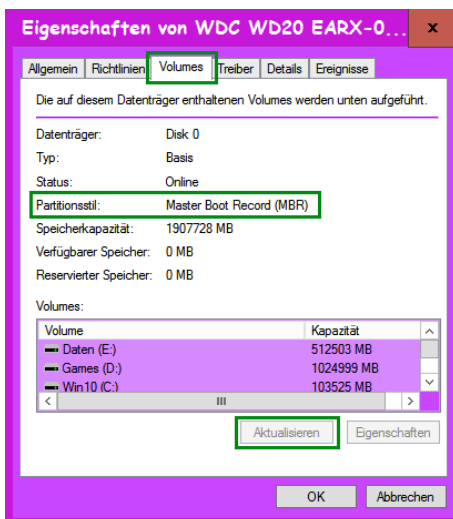 Eigenschaften von WDC WD20 EARX-0... x
Allgemein Richtlinien Volumes Treiber Details Ereignisse
Die auf diesem Datenträger enthaltenen Volumes werden unten aufgeführt.
Datenträger: Disk 0
Typ: Basis
Status: Online
Partitionsstil: Master Boot Record (MBR)
Speicherkapazität: 1907728 MB
Verfügbarer Speicher: 0 MB
Reservierter Speicher: 0 MB
Volumes:
Volume Kapazität
Daten (E:) 512503 MB
Games (D:) 1024999 MB
Win10 (C:) 103525 MB
Aktualisieren Eigenschaften
OK Abbrechen